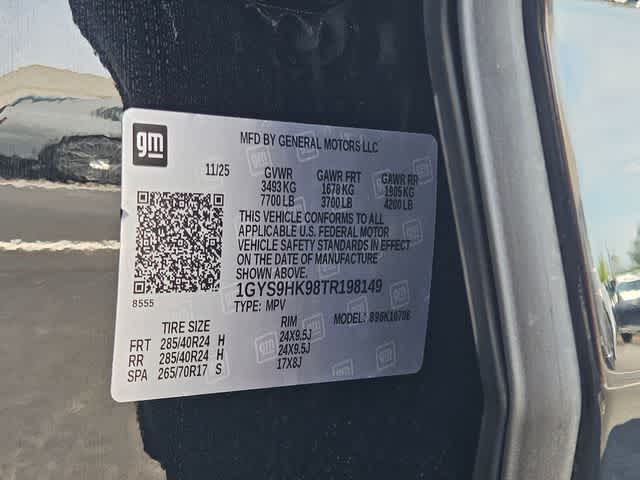 gm
MFD BY GENERAL MOTORS LLC
11/25 GVWR GAWR FRT GAWR RR
3493 KG 1678 KG 1905 KG
7700 LB 3700 LB 4200 LB
THIS VEHICLE CONFORMS TO ALL
APPLICABLE U.S. FEDERAL MOTOR
VEHICLE SAFETY STANDARDS IN EFFECT
ON THE DATE OF MANUFACTURE
SHOWN ABOVE.
1GYS9HK98TR198149
8555 TYPE: MPV MODEL:
TIRE SIZE RIM
FRT 285/40R24 H 24X9.5J
RR 285/40R24 H 24X9.5J
SPA 265/70R17 S 17X8J